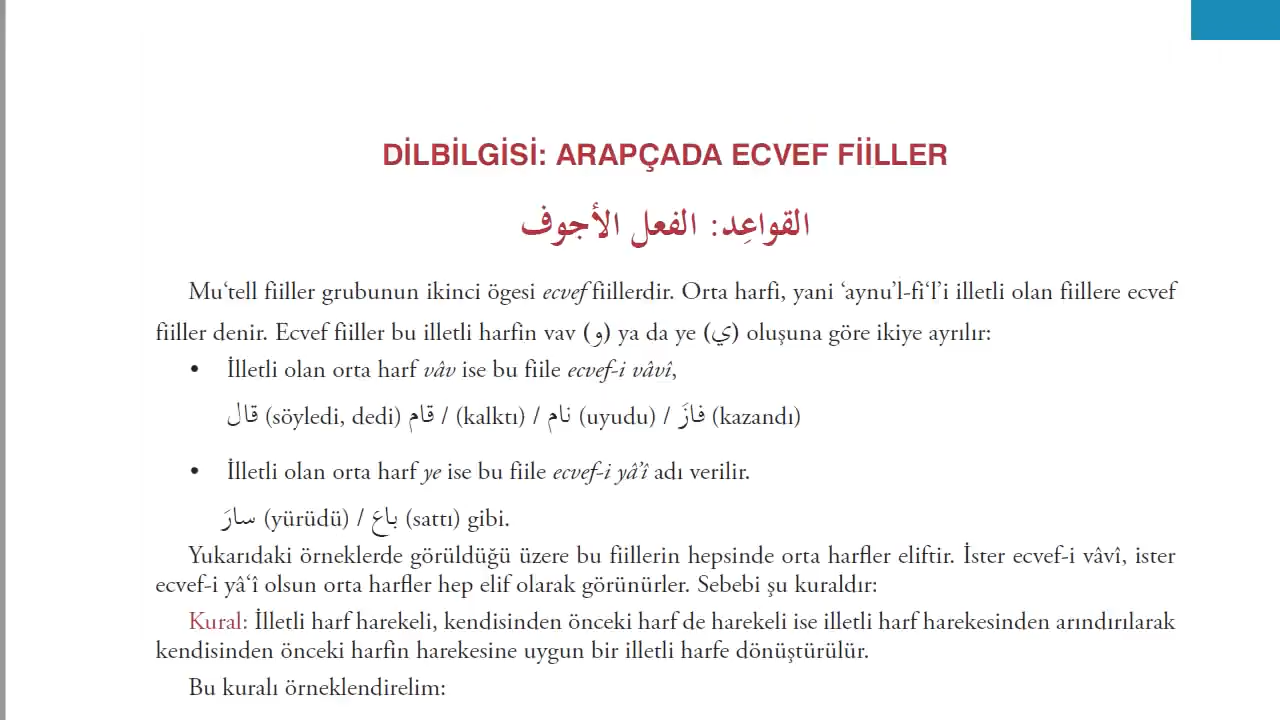 DİLBİLGİSİ: ARAPÇADA ECVEF FİİLLER
القواعِد: الفعل الأجوف
Mu‘tell fiiller grubunun ikinci ögesi ecvef fiillerdir. Orta harfi, yani ‘aynu’l-fi‘l’i illetli olan fiillere ecvef
fiiller denir. Ecvef fiiller bu illetli harfin vav (و) ya da ye (ي) oluşuna göre ikiye ayrılır:
• İlletli olan orta harf vâv ise bu fiile ecvef-i vâvî,
قال (söyledi, dedi) قام / (kalktı) / نام (uyudu) / فازَ (kazandı)
• İlletli olan orta harf ye ise bu fiile ecvef-i yâ’î adı verilir.
سارَ (yürüdü) / باع (sattı) gibi.
Yukarıdaki örneklerde görüldüğü üzere bu fiillerin hepsinde orta harfler eliftir. İster ecvef-i vâvî, ister
ecvef-i yâ‘î olsun orta harfler hep elif olarak görünürler. Sebebi şu kuraldır:
Kural: İlletli harf harekeli, kendisinden önceki harf de harekeli ise illetli harf harekesinden arındırılarak
kendisinden önceki harfin harekesine uygun bir illetli harfe dönüştürülür.
Bu kuralı örneklendirelim: